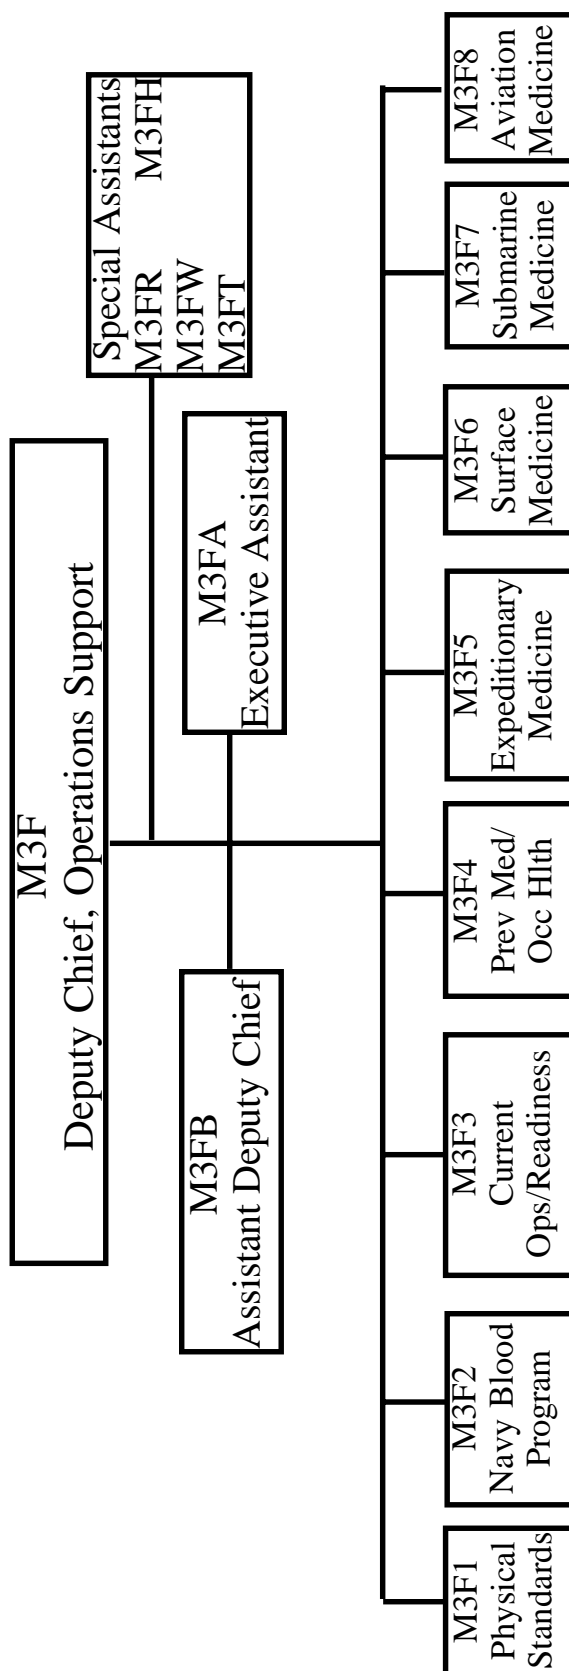 M3F
Deputy Chief, Operations Support
Special Assistants
M3FR M3FH
M3FW
M3FT
M3FB
Assistant Deputy Chief
M3FA
Executive Assistant
M3F1
Physical
Standards
M3F2
Navy Blood
Program
M3F3
Current
Ops/Readiness
M3F4
Prev Med/
Occ Hlth
M3F5
Expeditionary
Medicine
M3F6
Surface
Medicine
M3F7
Submarine
Medicine
M3F8
Aviation
Medicine